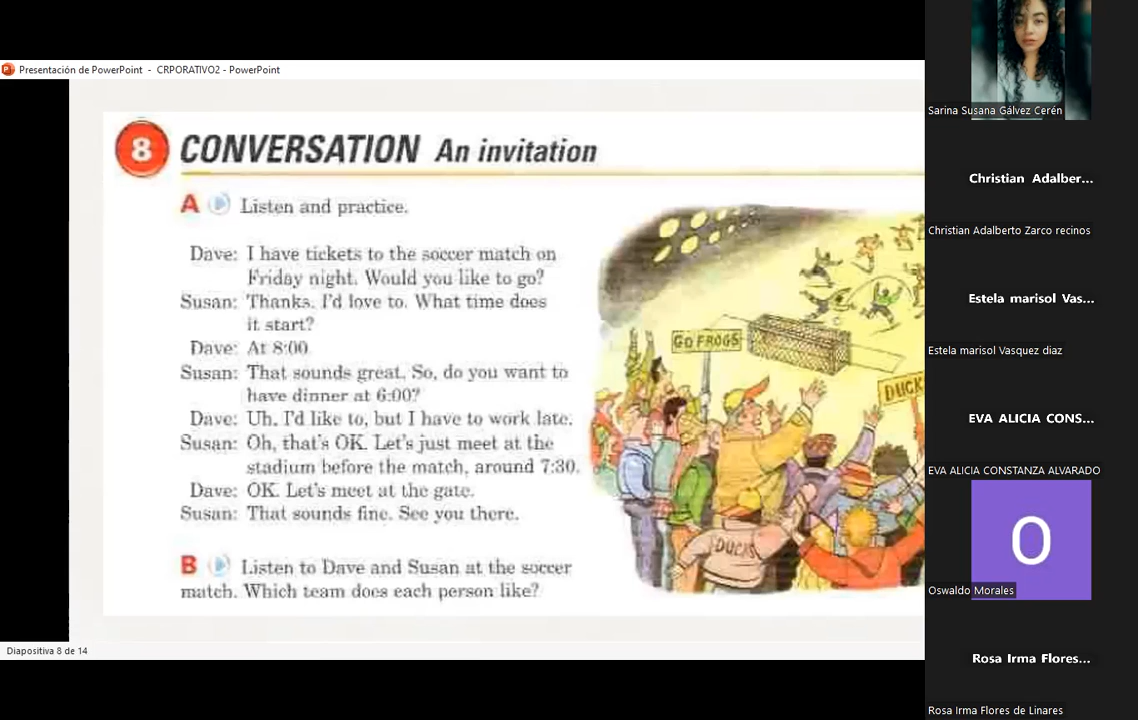 Presentación de PowerPoint - CRPORATIVO2 - PowerPoint
8 CONVERSATION An invitation
A Listen and practice.
Dave: I have tickets to the soccer match on
Friday night. Would you like to go?
Susan: Thanks. I'd love to. What time does
it start?
Dave: At 8:00
Susan: That sounds great. So, do you want to
have dinner at 6:00?
Dave: Uh, I'd like to, but I have to work late.
Susan: Oh, that's OK. Let's just meet at the
stadium before the match, around 7:30.
Dave: OK. Let's meet at the gate.
Susan: That sounds fine. See you there.
B Listen to Dave and Susan at the soccer
match. Which team does each person like?
GO FROGS
DUCK
DUCKS
Diapositiva 8 de 14
Sarina Susana Gálvez Cerén
Christian Adalber...
Christian Adalberto Zarco recinos
Estela marisol Vas...
Estela marisol Vasquez diaz
EVA ALICIA CONS...
EVA ALICIA CONSTANZA ALVARADO
O
Oswaldo Morales
Rosa Irma Flores...
Rosa Irma Flores de Linares